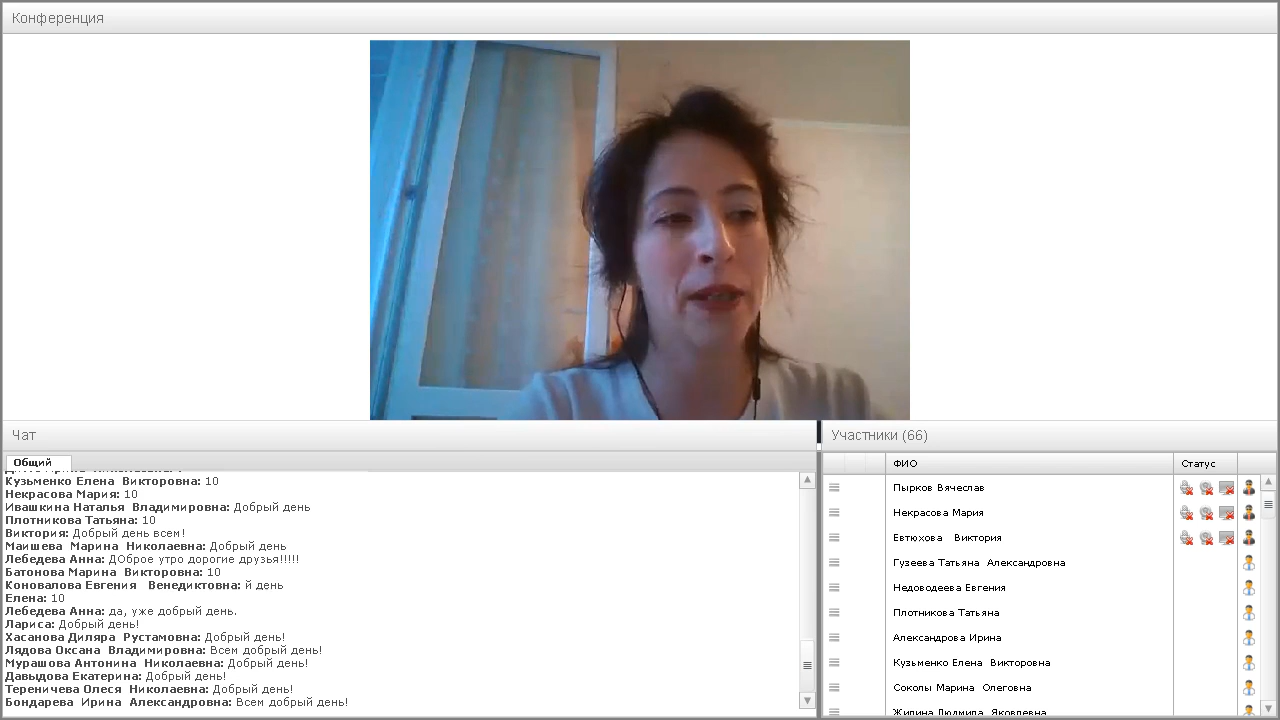 Конференция
Чат
Участники (66)
Общий
ФИО
Статус
Кузьменко Елена Викторовна: 10
Некрасова Мария: 10
Ивашкина Наталья Владимировна: Добрый день
Плотникова Татьяна: 10
Виктория: Добрый день всем!
Маишева Марина Николаевна: Добрый день
Лебедева Анна: ДОброе утро дорогие друзья!!!!
Батонова Марина Викторовна: 10
Коновалова Евгения Венедиктовна: й день
Елена: 10
Лебедева Анна: да, уже добрый день.
Лариса: Добрый день!
Хасанова Диляра Рустамовна: Добрый день!
Лядова Оксана Владимировна: Всем добрый день!
Мурашова Антонина Николаевна: Добрый день!
Давыдова Екатерина: Добрый день!
Тереничева Олеся Николаевна: Добрый день!
Бондарева Ирина Александровна: Всем добрый день!
Пырков Вячеслав
Некрасова Мария
Евтюхова Виктория
Гузева Татьяна Александровна
Надеодеева Евгения
Плотникова Татьяна
Александрова Ирина
Кузьменко Елена Викторовна
Марина
Жилина Людмила Яковлевна